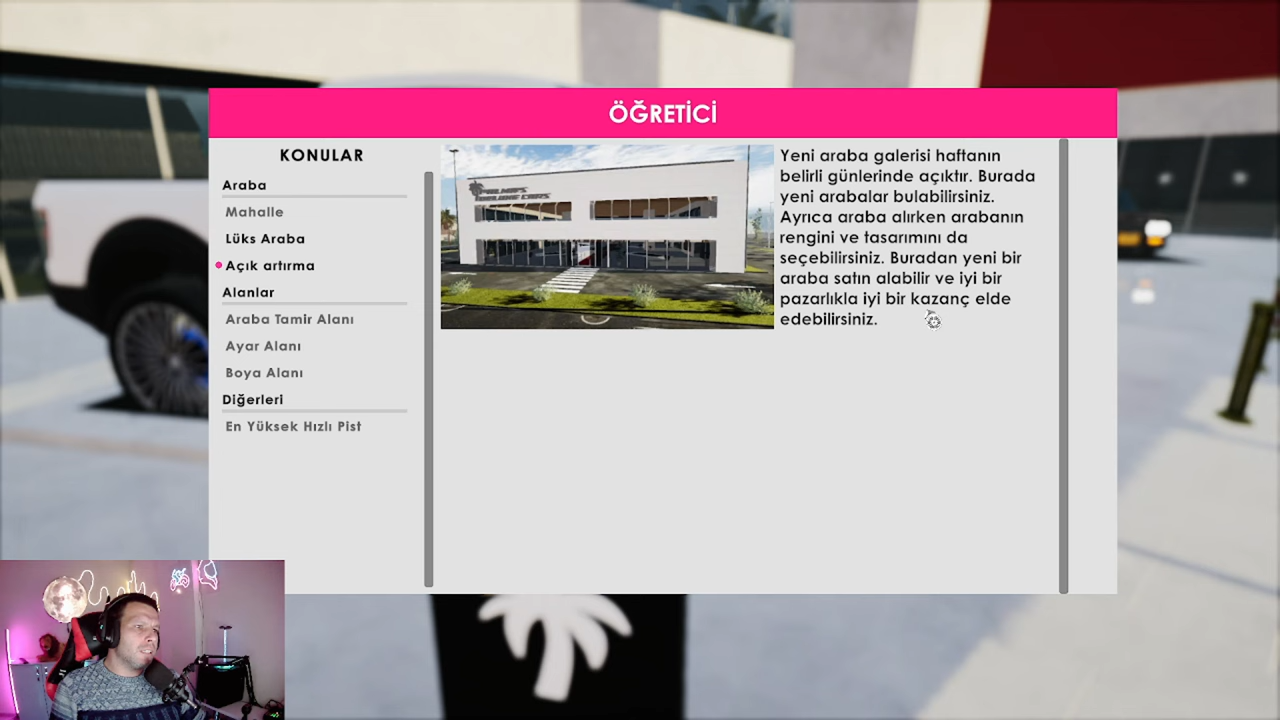 ÖĞRETİCİ
KONULAR
Araba
Mahalle
Lüks Araba
Açık artırma
Alanlar
Araba Tamir Alanı
Ayar Alanı
Boya Alanı
Diğerleri
En Yüksek Hızlı Pist
Yeni araba galerisi haftanın
belirli günlerinde açıktır. Burada
yeni arabalar bulabilirsiniz.
Ayrıca araba alırken arabanın
rengini ve tasarımını da
seçebilirsiniz. Buradan yeni bir
araba satın alabilir ve iyi bir
pazarlıkla iyi bir kazanç elde
edebilirsiniz.